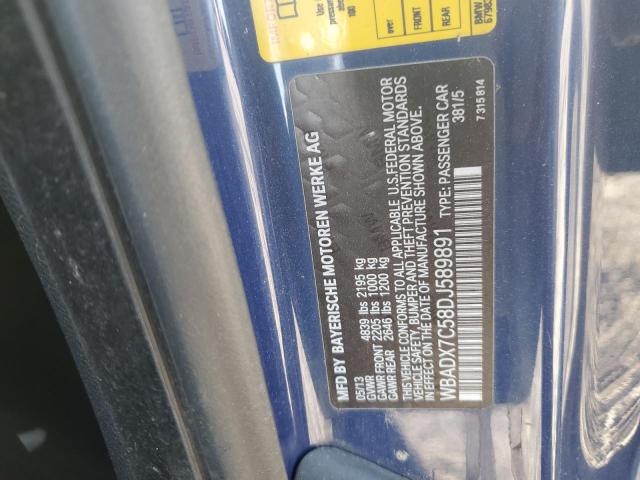 MFD BY BAYERISCHE MOTOREN WERKE AG
05/13
GVWR 4839 lbs 2195 kg
GAWR FRONT 2205 lbs 1000 kg
GAWR REAR 2646 lbs 1200 kg
THIS VEHICLE CONFORMS TO ALL APPLICABLE U.S.FEDERAL MOTOR
VEHICLE SAFETY, BUMPER AND THEFT PREVENTION STANDARDS
IN EFFECT ON THE DATE OF MANUFACTURE SHOWN ABOVE.
WBADX7C58DJ589891 TYPE: PASSENGER CAR
381/5
7 315 814
Use
FRONT
REAR
BMW